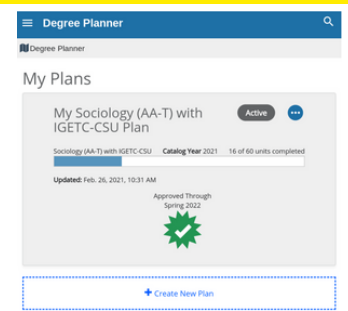 Degree Planner
Degree Planner
My Plans
My Sociology (AA-T) with IGETC-CSU Plan
Active
Sociology (AA-T) with IGETC-CSU Catalog Year 2021 16 of 60 units completed
Updated: Feb. 26, 2021, 10:31 AM
Approved Through
Spring 2022
+ Create New Plan